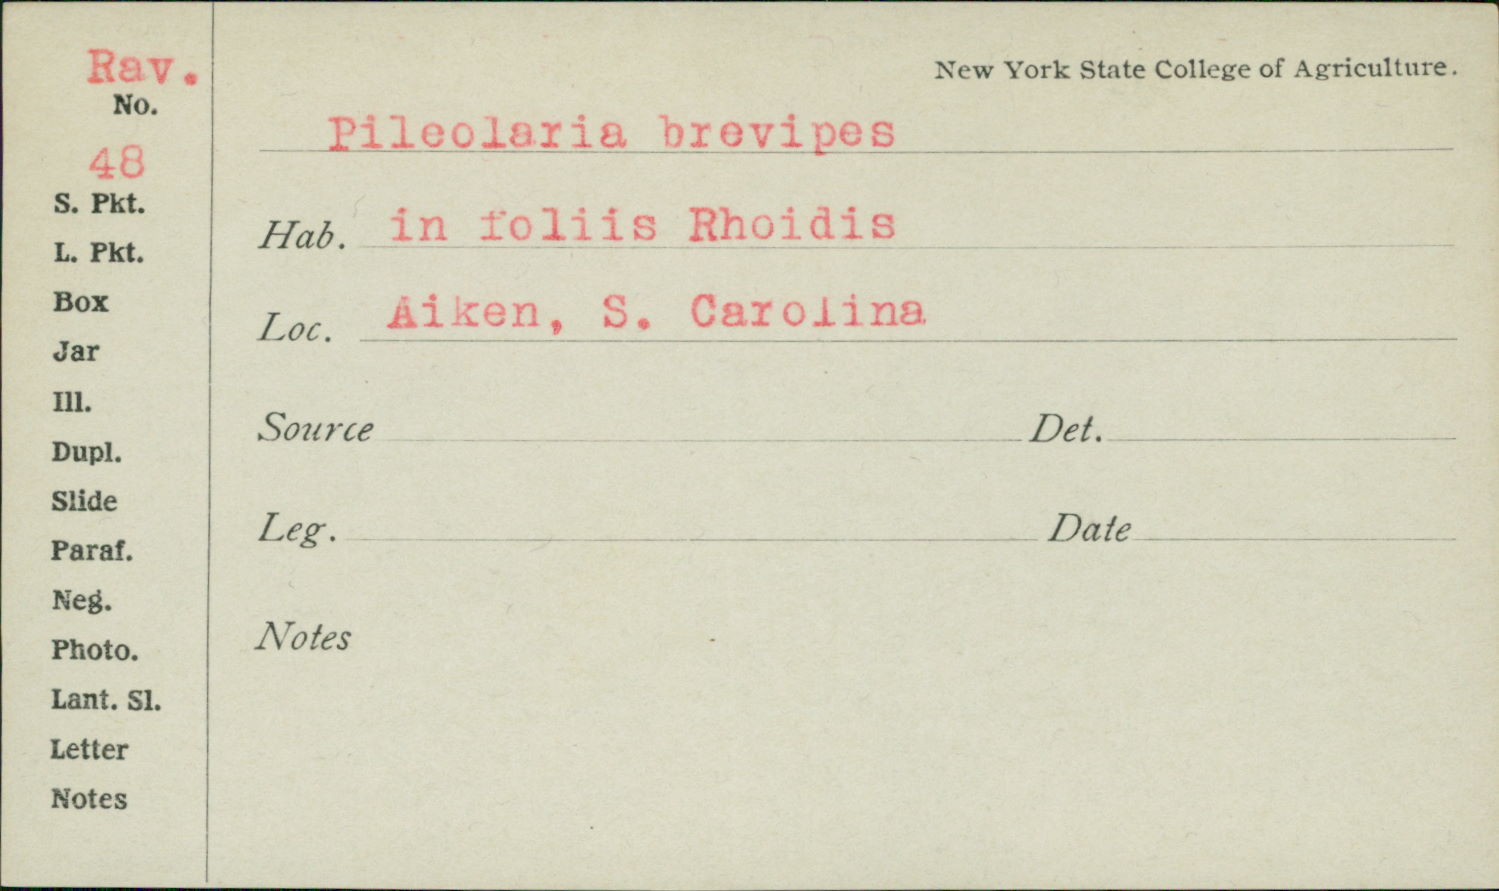 Rav.
No.
48
S. Pkt.
L. Pkt.
Box
Jar
Ill.
Dupl.
Slide
Paraf.
Neg.
Photo.
Lant. Sl.
Letter
Notes
New York State College of Agriculture.
Pileolaria brevipes
Hab. in foliis Rhoidis
Loc. Aiken, S. Carolina
Source Det.
Leg. Date
Notes